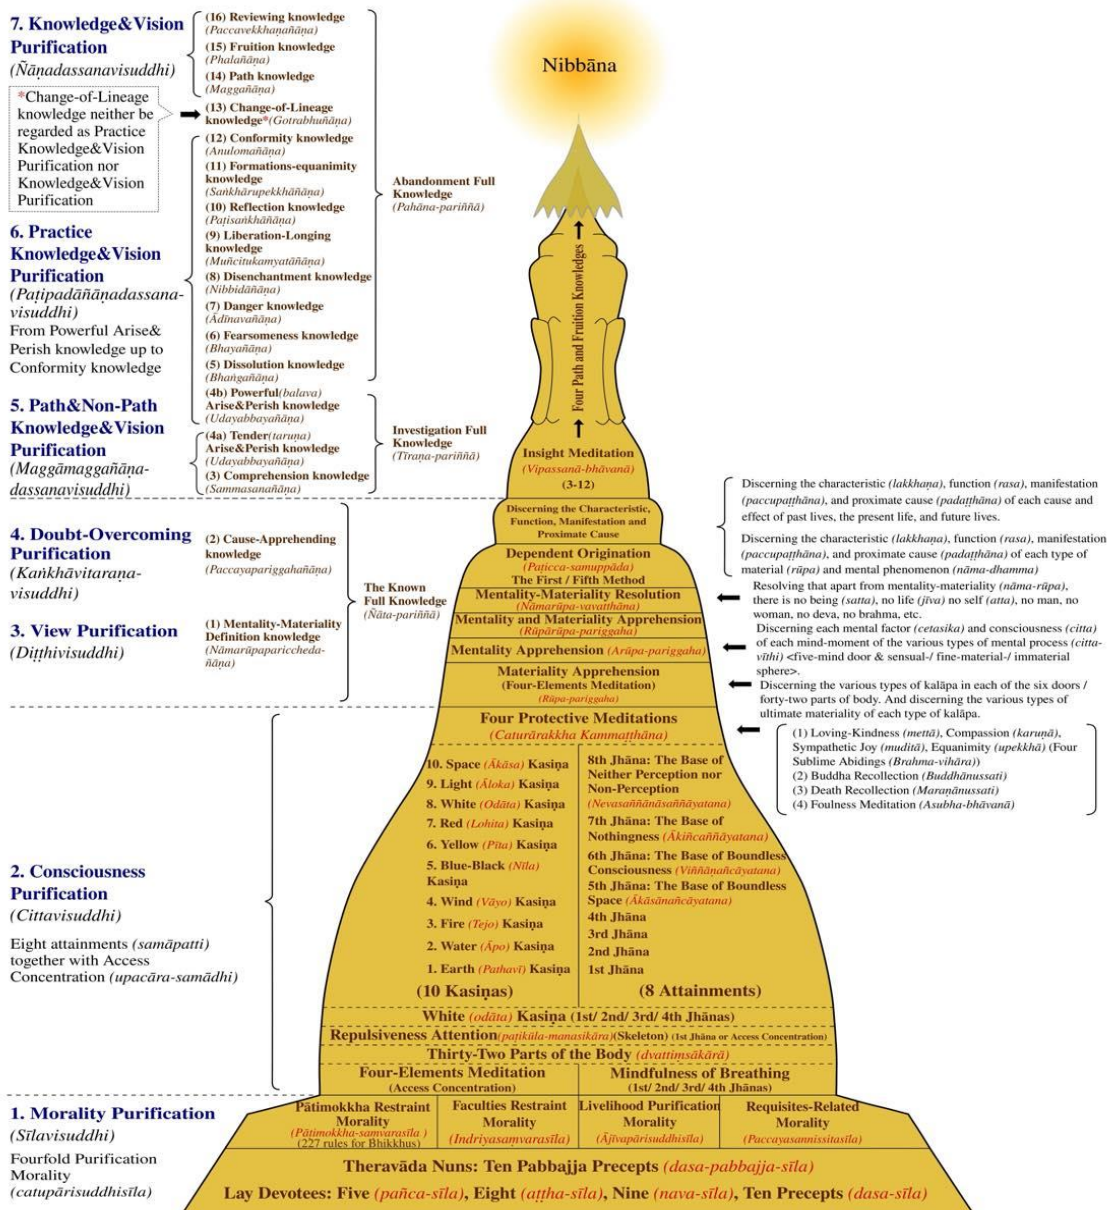 7. Knowledge&Vision
Purification
(Ñāṇadassanavisuddhi)
*Change-of-Lineage
knowledge neither be
regarded as Practice
Knowledge&Vision
Purification nor
Knowledge&Vision
Purification
6. Practice
Knowledge&Vision
Purification
(Paṭipadāñāṇadassana-
visuddhi)
From Powerful Arise&
Perish knowledge up to
Conformity knowledge
5. Path&Non-Path
Knowledge&Vision
Purification
(Maggāmaggañāṇa-
dassanavisuddhi)
4. Doubt-Overcoming
Purification
(Kaṅkhāvitaraṇa-
visuddhi)
3. View Purification
(Diṭṭhivisuddhi)
2. Consciousness
Purification
(Cittavisuddhi)
Eight attainments (samāpatti)
together with Access
Concentration (upacāra-samādhi)
1. Morality Purification
(Sīlavisuddhi)
Fourfold Purification
Morality
(catupārisuddhisīla)
(16) Reviewing knowledge
(Paccavekkhaṇañāṇa)
(15) Fruition knowledge
(Phalañāṇa)
(14) Path knowledge
(Maggañāṇa)
(13) Change-of-Lineage
knowledge*(Gotrabhuñāṇa)
(12) Conformity knowledge
(Anulomañāṇa)
(11) Formations-equanimity
knowledge
(Saṅkhārupekkhāñāṇa)
(10) Reflection knowledge
(Paṭisaṅkhāñāṇa)
(9) Liberation-Longing
knowledge
(Muñcitukamyatāñāṇa)
(8) Disenchantment knowledge
(Nibbidāñāṇa)
(7) Danger knowledge
(Ādīnavañāṇa)
(6) Fearsomeness knowledge
(Bhayañāṇa)
(5) Dissolution knowledge
(Bhaṅgañāṇa)
(4b) Powerful(balava)
Arise&Perish knowledge
(Udayabbayañāṇa)
(4a) Tender(taruṇa)
Arise&Perish knowledge
(Udayabbayañāṇa)
(3) Comprehension knowledge
(Sammasanañāṇa)
(2) Cause-Apprehending
knowledge
(Paccayapariggahañāṇa)
(1) Mentality-Materiality
Definition knowledge
(Nāmarūpapariccheda-
ñāṇa)
Abandonment Full
Knowledge
(Pahāna-pariññā)
Investigation Full
Knowledge
(Tīraṇa-pariññā)
The Known
Full Knowledge
(Ñāta-pariññā)
Nibbāna
Four Path and Fruition Knowledges
Insight Meditation
(Vipassanā-bhāvanā)
(3-12)
Discerning the Characteristic,
Function, Manifestation and
Proximate Cause
Dependent Origination
(Paṭicca-samuppāda)
The First / Fifth Method
Mentality-Materiality Resolution
(Nāmarūpa-vavatthāna)
Mentality and Materiality Apprehension
(Rūpārūpa-pariggaha)
Mentality Apprehension (Arūpa-pariggaha)
Materiality Apprehension
(Four-Elements Meditation)
(Rūpa-pariggaha)
Four Protective Meditations
(Caturārakkha Kammaṭṭhāna)
10. Space (Ākāsa) Kasiṇa
9. Light (Āloka) Kasiṇa
8. White (Odāta) Kasiṇa
7. Red (Lohita) Kasiṇa
6. Yellow (Pīta) Kasiṇa
5. Blue-Black (Nīla)
Kasiṇa
4. Wind (Vāyo) Kasiṇa
3. Fire (Tejo) Kasiṇa
2. Water (Āpo) Kasiṇa
1. Earth (Pathavī) Kasiṇa
(10 Kasiṇas)
8th Jhāna: The Base of
Neither Perception nor
Non-Perception
(Nevasaññānāsaññāyatana)
7th Jhāna: The Base of
Nothingness (Ākiñcaññāyatana)
6th Jhāna: The Base of Boundless
Consciousness (Viññāṇañcāyatana)
5th Jhāna: The Base of Boundless
Space (Ākāsānañcāyatana)
4th Jhāna
3rd Jhāna
2nd Jhāna
1st Jhāna
(8 Attainments)
White (odāta) Kasiṇa (1st/ 2nd/ 3rd/ 4th Jhānas)
Repulsiveness Attention(paṭikūla-manasikāra)(Skeleton) (1st Jhāna or Access Concentration)
Thirty-Two Parts of the Body (dvattiṃsākārā)
Four-Elements Meditation
(Access Concentration)
Mindfulness of Breathing
(1st/ 2nd/ 3rd/ 4th Jhānas)
Pāṭimokkha Restraint
Morality
(Pāṭimokkha-saṃvarasīla )
(227 rules for Bhikkhus)
Faculties Restraint
Morality
(Indriyasaṃvarasīla)
Livelihood Purification
Morality
(Ājīvapārisuddhisīla)
Requisites-Related
Morality
(Paccayasannissitasīla)
Theravāda Nuns: Ten Pabbajja Precepts (dasa-pabbajja-sīla)
Lay Devotees: Five (pañca-sīla), Eight (aṭṭha-sīla), Nine (nava-sīla), Ten Precepts (dasa-sīla)
Discerning the characteristic (lakkhaṇa), function (rasa), manifestation
(paccupaṭṭhāna), and proximate cause (padaṭṭhāna) of each cause and
effect of past lives, the present life, and future lives.
Discerning the characteristic (lakkhaṇa), function (rasa), manifestation
(paccupaṭṭhāna), and proximate cause (padaṭṭhāna) of each type of
material (rūpa) and mental phenomenon (nāma-dhamma)
Resolving that apart from mentality-materiality (nāma-rūpa),
there is no being (satta), no life (jīva) no self (atta), no man, no
woman, no deva, no brahma, etc.
Discerning each mental factor (cetasika) and consciousness (citta)
of each mind-moment of the various types of mental process (citta-
vīthi) <five-mind door & sensual-/ fine-material-/ immaterial
sphere>.
Discerning the various types of kalāpa in each of the six doors /
forty-two parts of body. And discerning the various types of
ultimate materiality of each type of kalāpa.
(1) Loving-Kindness (mettā), Compassion (karuṇā),
Sympathetic Joy (muditā), Equanimity (upekkhā) (Four
Sublime Abidings (Brahma-vihāra))
(2) Buddha Recollection (Buddhānussati)
(3) Death Recollection (Maraṇānussati)
(4) Foulness Meditation (Asubha-bhāvanā)